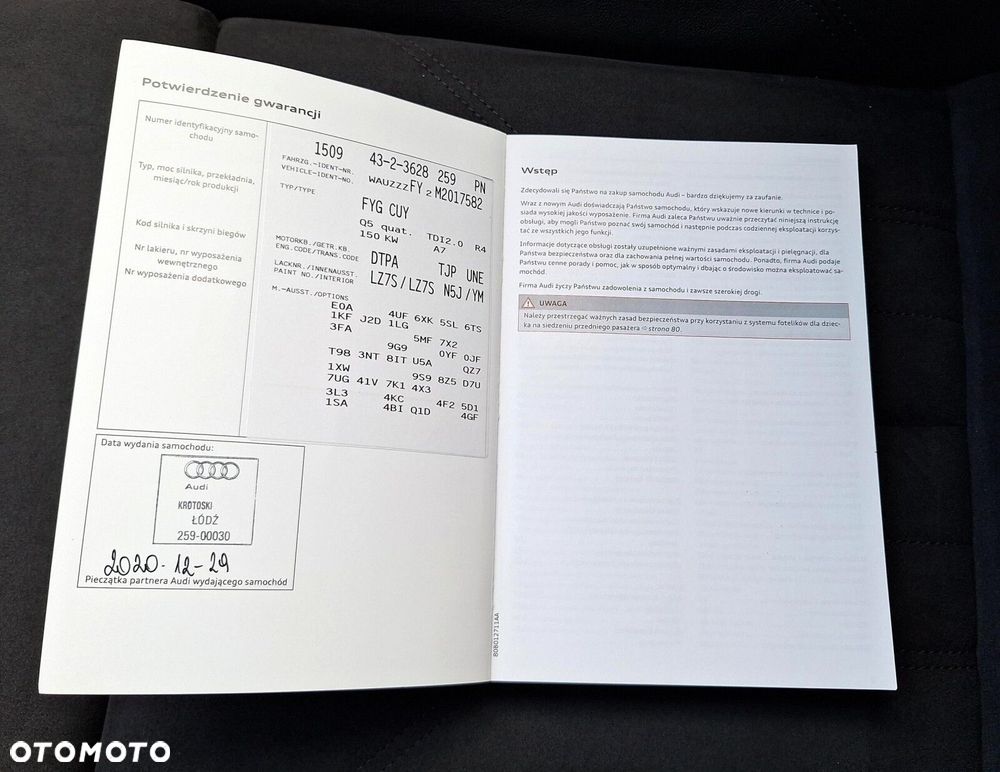 Potwierdzenie gwarancji
Numer identyfikacyjny samo-
chodu
Typ, moc silnika, przekładnia,
miesiąc/rok produkcji
Kod silnika i skrzyni biegów
Nr lakieru, nr wyposażenia
wewnętrznego
Nr wyposażenia dodatkowego
1509 43-2-3628 259 PN
FAHRZG.-IDENT-NR.
VEHICLE-IDENT-NO. WAUZZZFY2M2017582
TYP/TYPE FYG CUY
Q5 quat. TDI2.0 R4
150 KW A7
MOTORKB./GETR.KB.
ENG.CODE/TRANS.CODE DTPA TJP UNE
LACKNR./INNENAUSST.
PAINT NO./INTERIOR LZ7S/LZ7S N5J/YM
M.-AUSST./OPTIONS
E0A 4UF 6XK 5SL 6TS
1KF J2D 1LG
3FA 5MF 7X2
9G9 0YF 0JF
T98 3NT 8IT U5A QZ7
1XW 9S9 8Z5 D7U
7UG 41V 7K1 4X3
3L3 4KC 4F2 5D1
1SA 4BI Q1D 4GF
Data wydania samochodu:
Audi
KROTOSKI
ŁÓDŹ
259-00030
2020-12-29
Pieczątka partnera Audi wydającego samochód
Wstęp
Zdecydowali się Państwo na zakup samochodu Audi – bardzo dziękujemy za zaufanie.
Wraz z nowym Audi doświadczają Państwo samochodu, który wskazuje nowe kierunki w technice i po-
siada wysokiej jakości wyposażenie. Firma Audi zaleca Państwu uważnie przeczytać niniejszą instrukcję
obsługi, aby mogli Państwo poznać swój samochód i następnie podczas codziennej eksploatacji korzys-
tać ze wszystkich jego funkcji.
Informacje dotyczące obsługi zostały uzupełnione ważnymi zasadami eksploatacji i pielęgnacji, dla
Państwa bezpieczeństwa oraz dla zachowania pełnej wartości samochodu. Ponadto, firma Audi podaje
Państwu cenne porady i pomoc, jak w sposób optymalny i dbając o środowisko można eksploatować sa-
mochód.
Firma Audi życzy Państwu zadowolenia z samochodu i zawsze szerokiej drogi.
UWAGA
Należy przestrzegać ważnych zasad bezpieczeństwa przy korzystaniu z systemu fotelików dla dziec-
ka na siedzeniu przedniego pasażera ⇨ strona 80.
80B012711AA
OTOMOTO